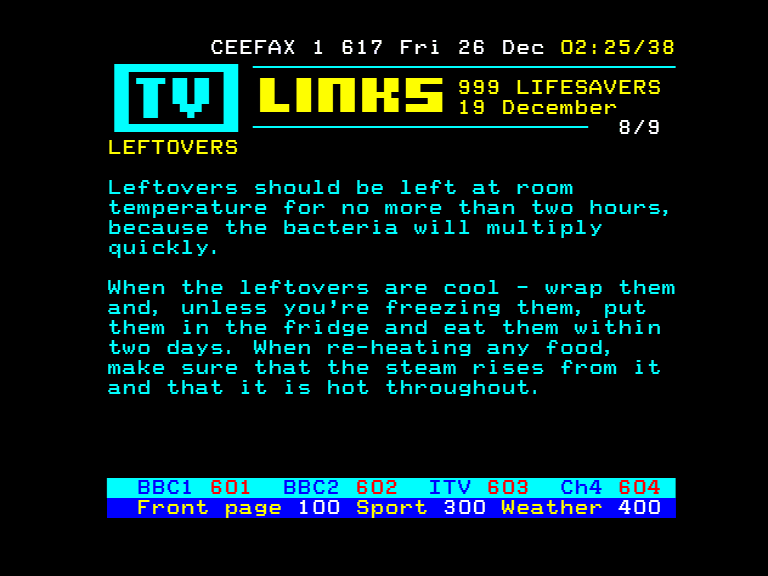 CEEFAX 1 617 Fri 26 Dec 02:25/38
TV LINKS
999 LIFESAVERS
19 December
8/9
LEFTOVERS
Leftovers should be left at room
temperature for no more than two hours,
because the bacteria will multiply
quickly.
When the leftovers are cool - wrap them
and, unless you're freezing them, put
them in the fridge and eat them within
two days. When re-heating any food,
make sure that the steam rises from it
and that it is hot throughout.
BBC1 601 BBC2 602 ITV 603 Ch4 604
Front page 100 Sport 300 Weather 400